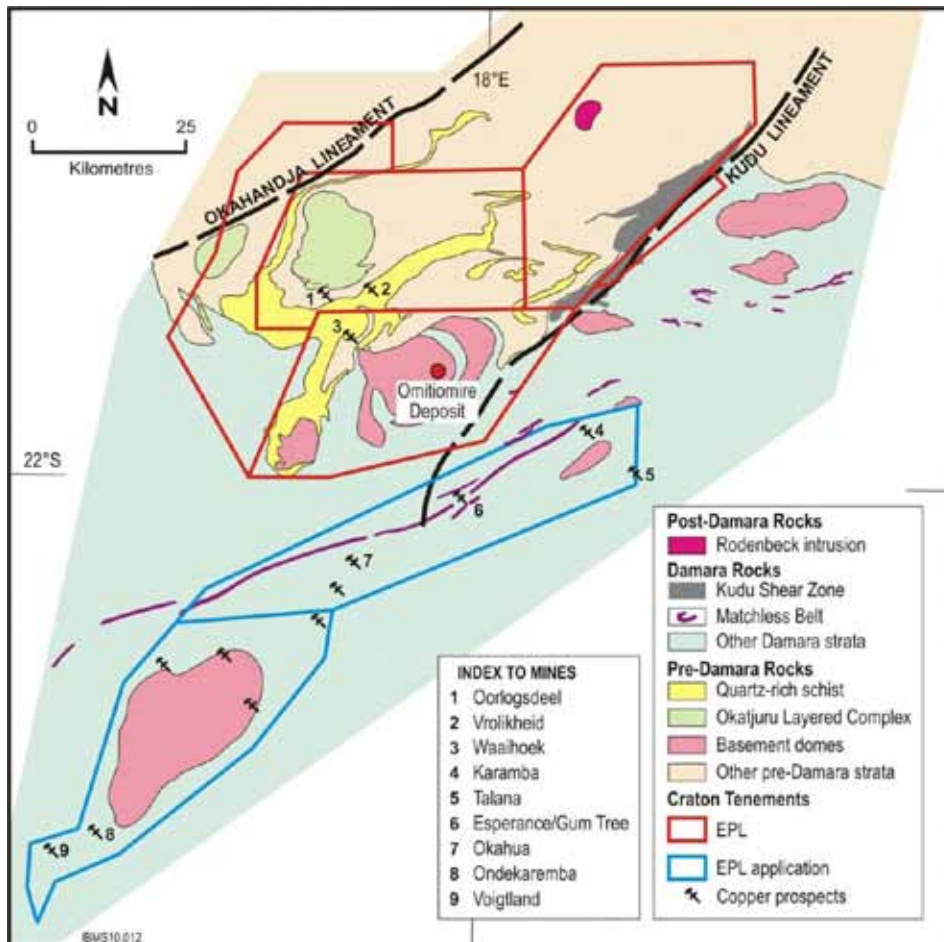 18°E
N
0 25
Kilometres
OKAHANDJA LINEAMENT
KUDU LINEAMENT
1
2
3
Omitiomire
Deposit
22°S
4
5
6
7
8
9
Post-Damara Rocks
Rodenbeck intrusion
Damara Rocks
Kudu Shear Zone
Matchless Belt
Other Damara strata
Pre-Damara Rocks
Quartz-rich schist
Okatjuru Layered Complex
Basement domes
Other pre-Damara strata
Craton Tenements
EPL
EPL application
Copper prospects
INDEX TO MINES
1 Oorlogsdeel
2 Vrolikheid
3 Waaihoek
4 Karamba
5 Talana
6 Esperance/Gum Tree
7 Okahua
8 Ondekaremba
9 Voigtland
IBMS10.012